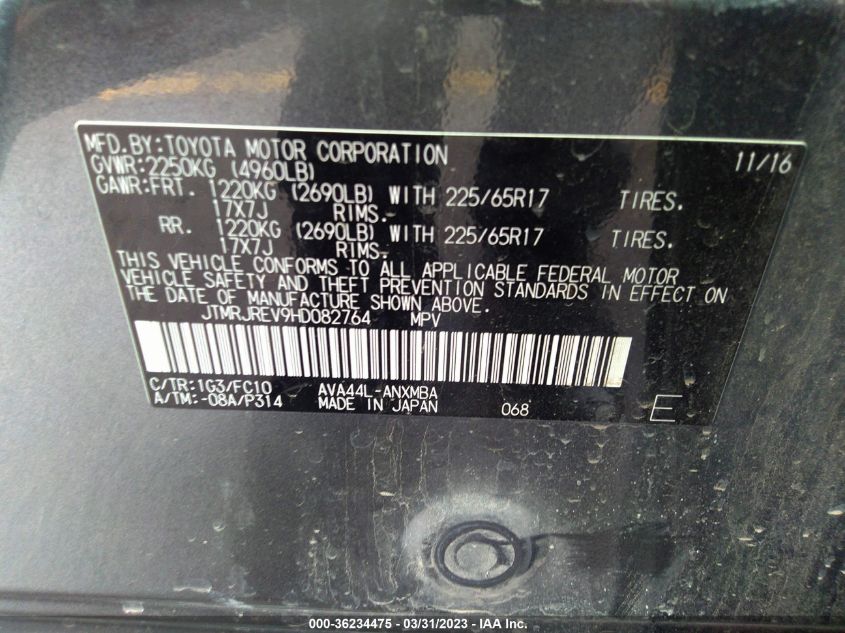 MFD.BY:TOYOTA MOTOR CORPORATION 11/16
GVWR:2250KG (4960LB)
GAWR:FRT. 1220KG (2690LB) WITH 225/65R17 TIRES.
17X7J RIMS.
RR. 1220KG (2690LB) WITH 225/65R17 TIRES.
17X7J RIMS.
THIS VEHICLE CONFORMS TO ALL APPLICABLE FEDERAL MOTOR
VEHICLE SAFETY AND THEFT PREVENTION STANDARDS IN EFFECT ON
THE DATE OF MANUFACTURE SHOWN ABOVE.
JTMRJREV9HD082764 MPV
C/TR:1G3/FC10 AVA44L-ANXMBA
A/TM:-08A/P314 MADE IN JAPAN 068 E
000-36234475 - 03/31/2023 - IAA Inc.